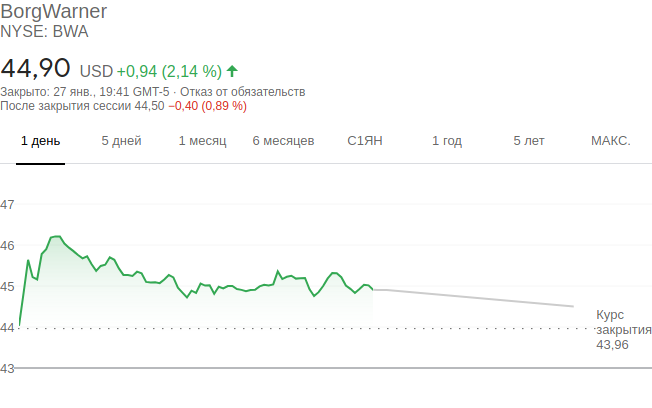 BorgWarner
NYSE: BWA
44,90 USD +0,94 (2,14 %)
Закрыто: 27 янв., 19:41 GMT-5 · Отказ от обязательств
После закрытия сессии 44,50 −0,40 (0,89 %)
1 день 5 дней 1 месяц 6 месяцев С1ЯН 1 год 5 лет МАКС.
47
46
45
44
43
Курс
закрытия
43,96